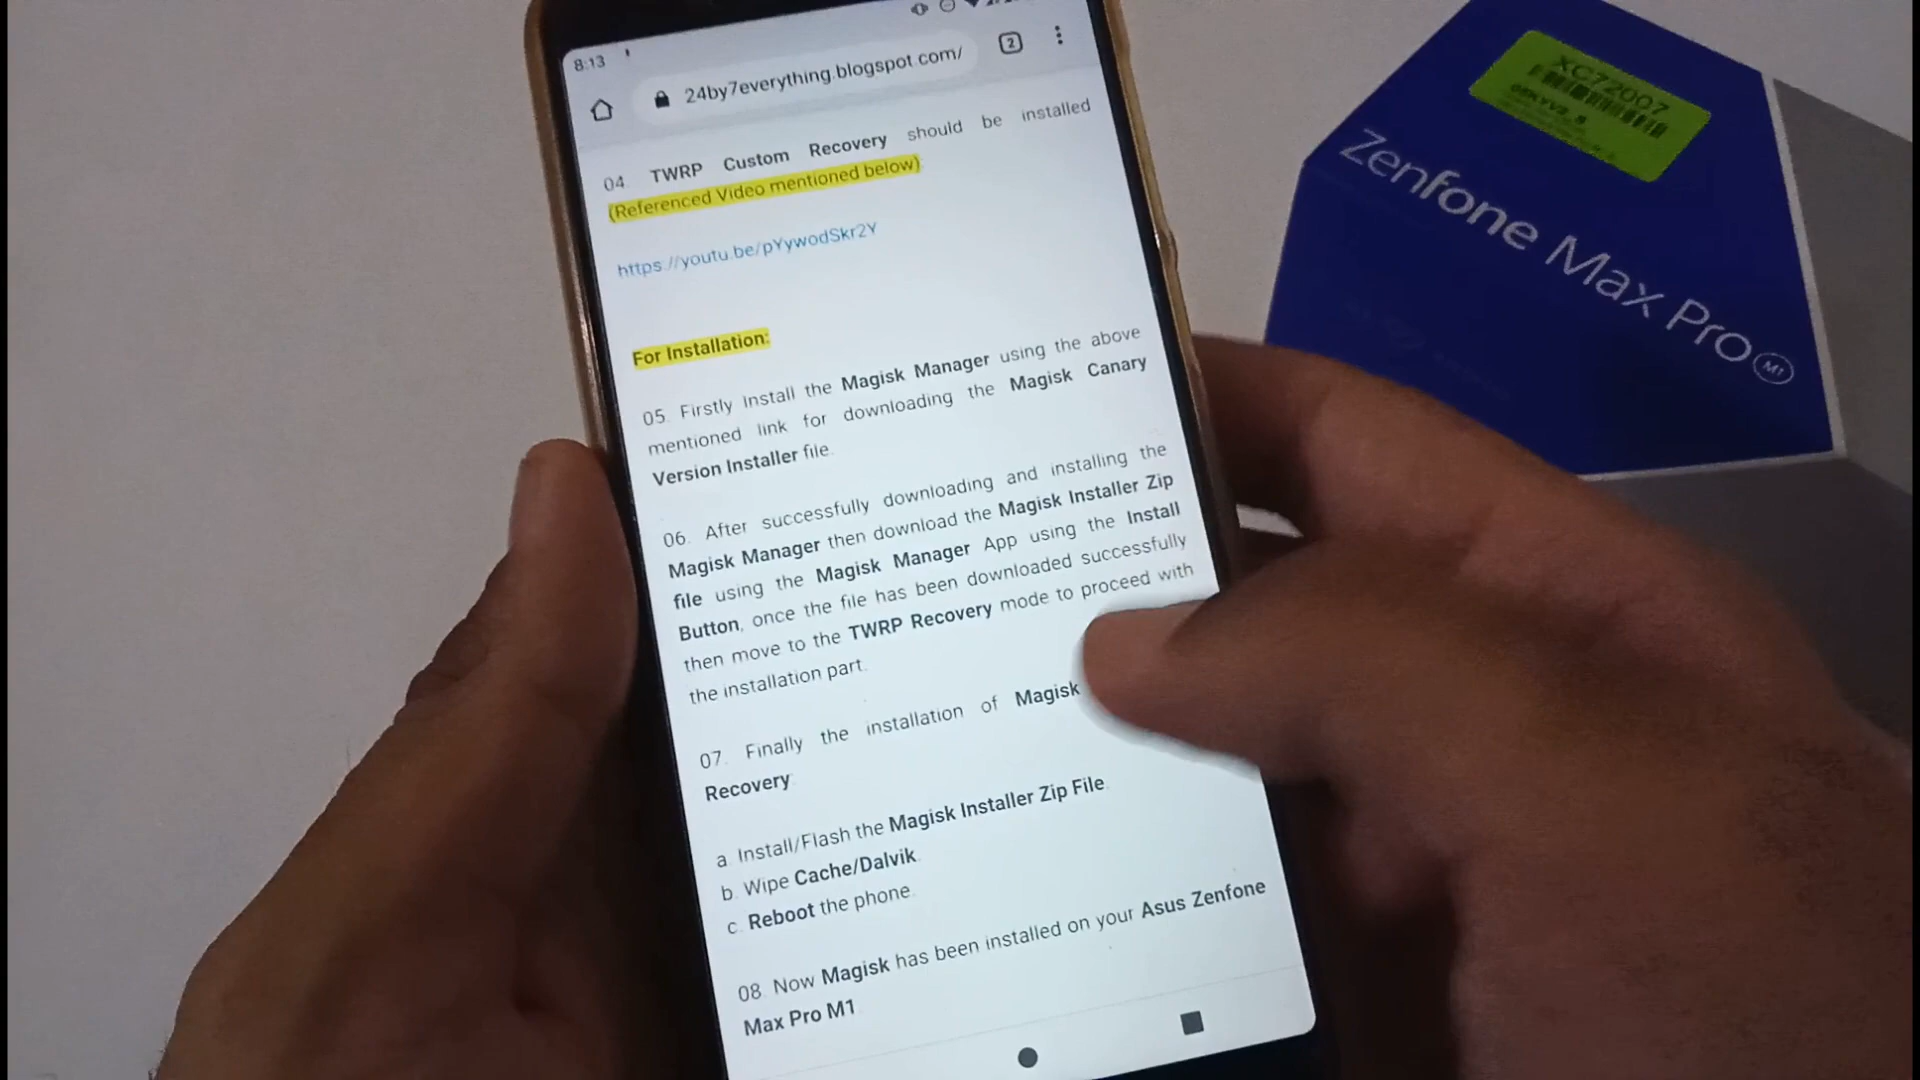 8:13
24by7everything.blogspot.com/
2
04. TWRP Custom Recovery should be installed
(Referenced Video mentioned below)
https://youtu.be/pYywodSkr2Y
For Installation:
05. Firstly Install the Magisk Manager using the above
mentioned link for downloading the Magisk Canary
Version Installer file.
06. After successfully downloading and installing the
Magisk Manager then download the Magisk Installer Zip
file using the Magisk Manager App using the Install
Button, once the file has been downloaded successfully
then move to the TWRP Recovery mode to proceed with
the installation part.
07. Finally the installation of Magisk
Recovery
a. Install/Flash the Magisk Installer Zip File.
b. Wipe Cache/Dalvik.
c. Reboot the phone.
08. Now Magisk has been installed on your Asus Zenfone
Max Pro M1
XC72007
Zenfone Max Pro M1